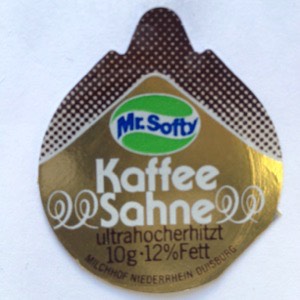 Mr. Softy
Kaffee
Sahne
ultrahocherhitzt
10g·12% Fett
MILCHHOF NIEDERRHEIN DUISBURG